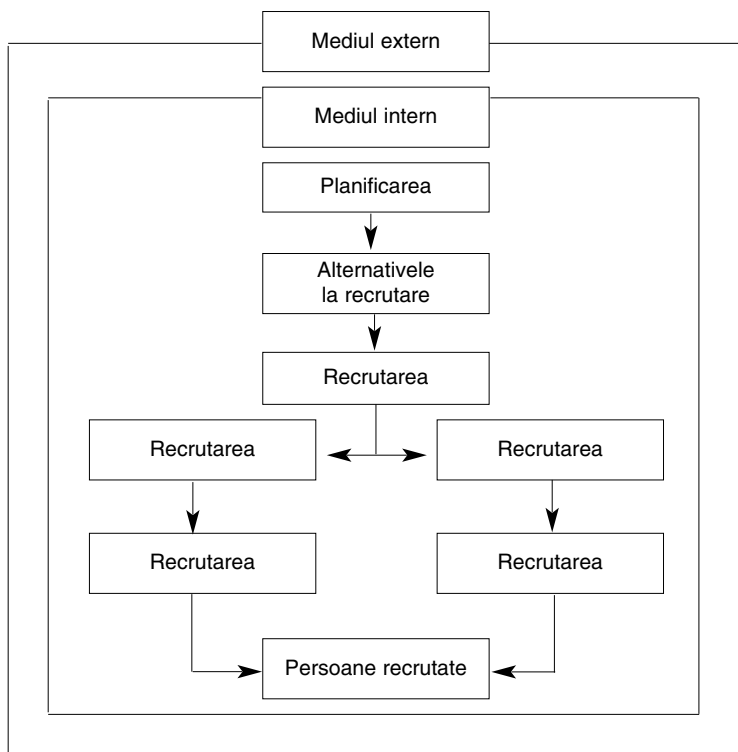 Mediul extern
Mediul intern
Planificarea
Alternativele
la recrutare
Recrutarea
Recrutarea
Recrutarea
Recrutarea
Recrutarea
Persoane recrutate